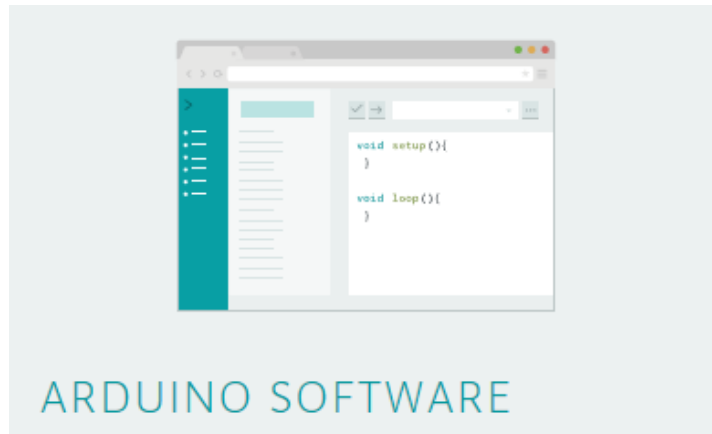 void setup(){
}
void loop(){
}
ARDUINO SOFTWARE